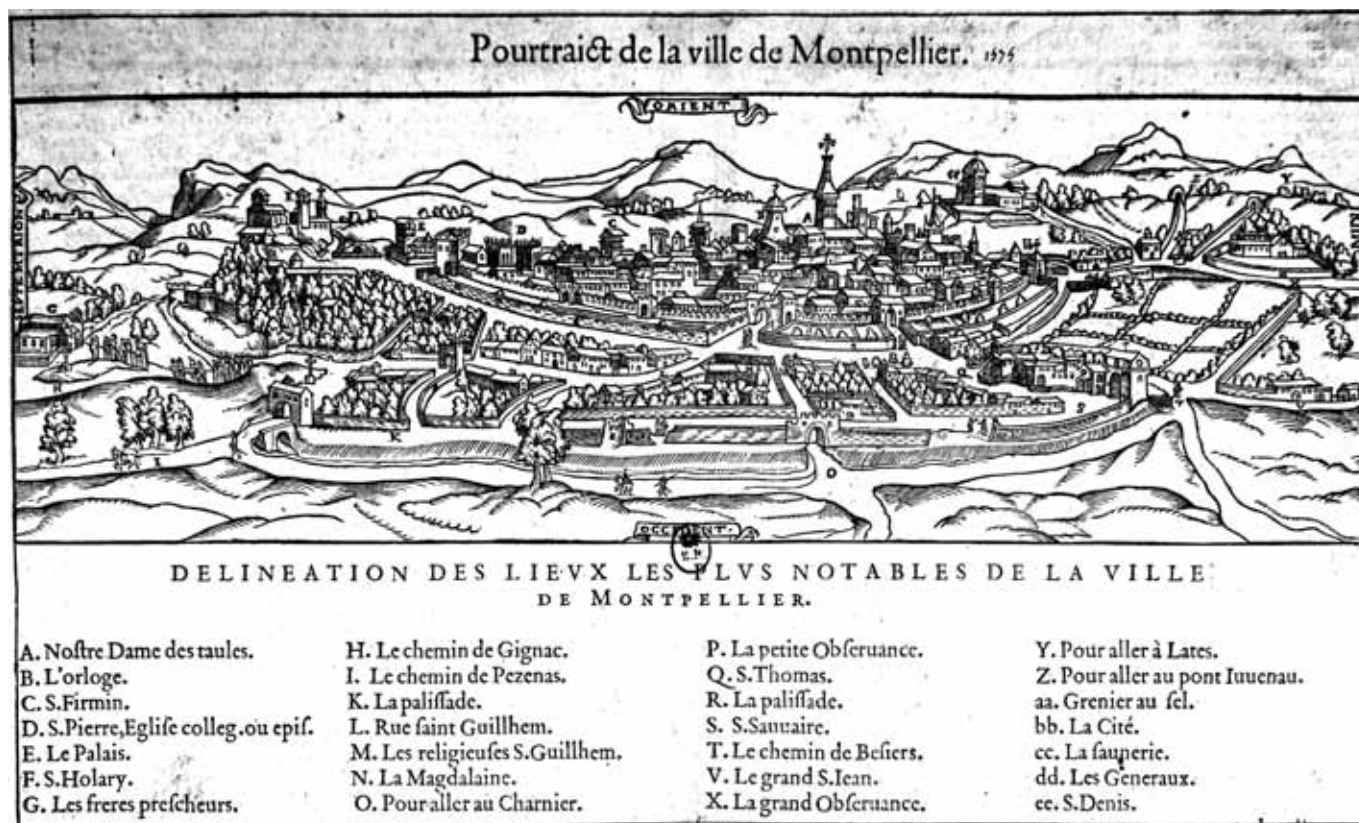 Pourtraict de la ville de Montpellier. 1575
ORIENT
SEPTENTRION
MIDI
OCCIDENT.
DELINEATION DES LIEVX LES PLVS NOTABLES DE LA VILLE
DE MONTPELLIER.
A. Noſtre Dame des taules.
B. L'orloge.
C. S. Firmin.
D. S. Pierre, Egliſe colleg. ou epiſ.
E. Le Palais.
F. S. Holary.
G. Les freres preſcheurs.
H. Le chemin de Gignac.
I. Le chemin de Pezenas.
K. La paliſſade.
L. Rue ſaint Guillhem.
M. Les religieuſes S. Guillhem.
N. La Magdalaine.
O. Pour aller au Charnier.
P. La petite Obſeruance.
Q. S. Thomas.
R. La paliſſade.
S. S. Sauuaire.
T. Le chemin de Beſiers.
V. Le grand S. Iean.
X. La grand Obſeruance.
Y. Pour aller à Lates.
Z. Pour aller au pont Iuuenau.
aa. Grenier au ſel.
bb. La Cité.
cc. La ſaunerie.
dd. Les Generaux.
ee. S. Denis.